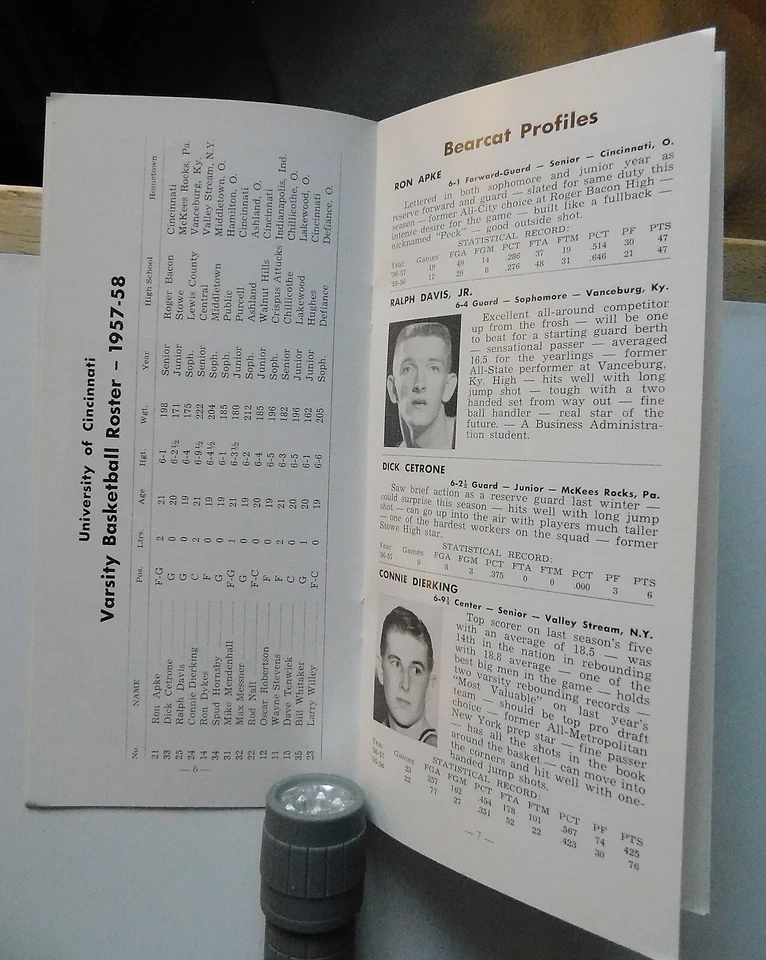 University of Cincinnati
Varsity Basketball Roster — 1957-58
No. NAME Pos. Ltrs. Age Hgt. Wgt. Year High School Hometown
21 Ron Apke F-G 2 21 6-1 198 Senior Roger Bacon Cincinnati
33 Dick Cetrone G 0 20 6-2½ 171 Junior Stowe McKees Rocks, Pa.
25 Ralph Davis G 0 19 6-4 175 Soph. Lewis County Vanceburg, Ky.
24 Connie Dierking C 2 21 6-9½ 222 Senior Central Valley Stream, N.Y.
14 Ron Dykes F 0 19 6-4½ 204 Soph. Middletown Middletown, O.
34 Spud Hornsby G 0 19 6-1 185 Soph. Public Hamilton, O.
31 Mike Mendenhall F-G 1 21 6-3½ 180 Junior Purcell Cincinnati
32 Max Messner G 0 19 6-2 212 Soph. Ashland Ashland, O.
22 Rod Nall F-C 0 20 6-4 185 Junior Walnut Hills Cincinnati
12 Oscar Robertson F 0 19 6-5 196 Soph. Crispus Attucks Indianapolis, Ind.
11 Wayne Stevens F 2 21 6-3 182 Senior Chillicothe Chillicothe, O.
15 Dave Tenwick C 0 20 6-5 196 Junior Lakewood Lakewood, O.
35 Bill Whitaker G 1 20 6-1 162 Junior Hughes Cincinnati
23 Larry Willey F-C 0 19 6-6 205 Soph. Defiance Defiance, O.
— 6 —
Bearcat Profiles
RON APKE 6-1 Forward-Guard — Senior — Cincinnati, O.
Lettered in both sophomore and junior year as
reserve forward and guard — slated for same duty this
season — former All-City choice at Roger Bacon High —
intense desire for the game — built like a fullback —
nicknamed "Peck" — good outside shot.
STATISTICAL RECORD:
Year Games FGA FGM PCT FTA FTM PCT PF PTS
'56-57 19 49 14 .286 37 19 .514 30 47
'55-56 17 29 8 .276 48 31 .646 21 47
RALPH DAVIS, JR.
6-4 Guard — Sophomore — Vanceburg, Ky.
Excellent all-around competitor
up from the frosh — will be one
to beat for a starting guard berth
— sensational passer — averaged
16.5 for the yearlings — former
All-State performer at Vanceburg,
Ky. High — hits well with long
jump shot — tough with a two
handed set from way out — fine
ball handler — real star of the
future. — A Business Administra-
tion student.
DICK CETRONE
6-2½ Guard — Junior — McKees Rocks, Pa.
Saw brief action as a reserve guard last winter —
could surprise this season — hits well with long jump
shot — can go up into the air with players much taller
— one of the hardest workers on the squad — former
Stowe High star.
STATISTICAL RECORD:
Year Games FGA FGM PCT FTA FTM PCT PF PTS
'56-57 9 8 3 .375 0 0 .000 3 6
CONNIE DIERKING
6-9½ Center — Senior — Valley Stream, N.Y.
Top scorer on last season's five
with an average of 18.5 — was
14th in the nation in rebounding
with 18.8 average — one of the
best big men in the game — holds
two varsity rebounding records —
"Most Valuable" on last year's
team — should be top pro draft
choice — former All-Metropolitan
New York prep star — fine passer
— has all the shots in the book
around the basket — can move into
the corners and hit well with one-
handed jump shots.
STATISTICAL RECORD:
Year Games FGA FGM PCT FTA FTM PCT PF PTS
'56-57 23 357 162 .454 178 101 .567 74 425
'55-56 22 77 27 .351 52 22 .423 30 76
— 7 —